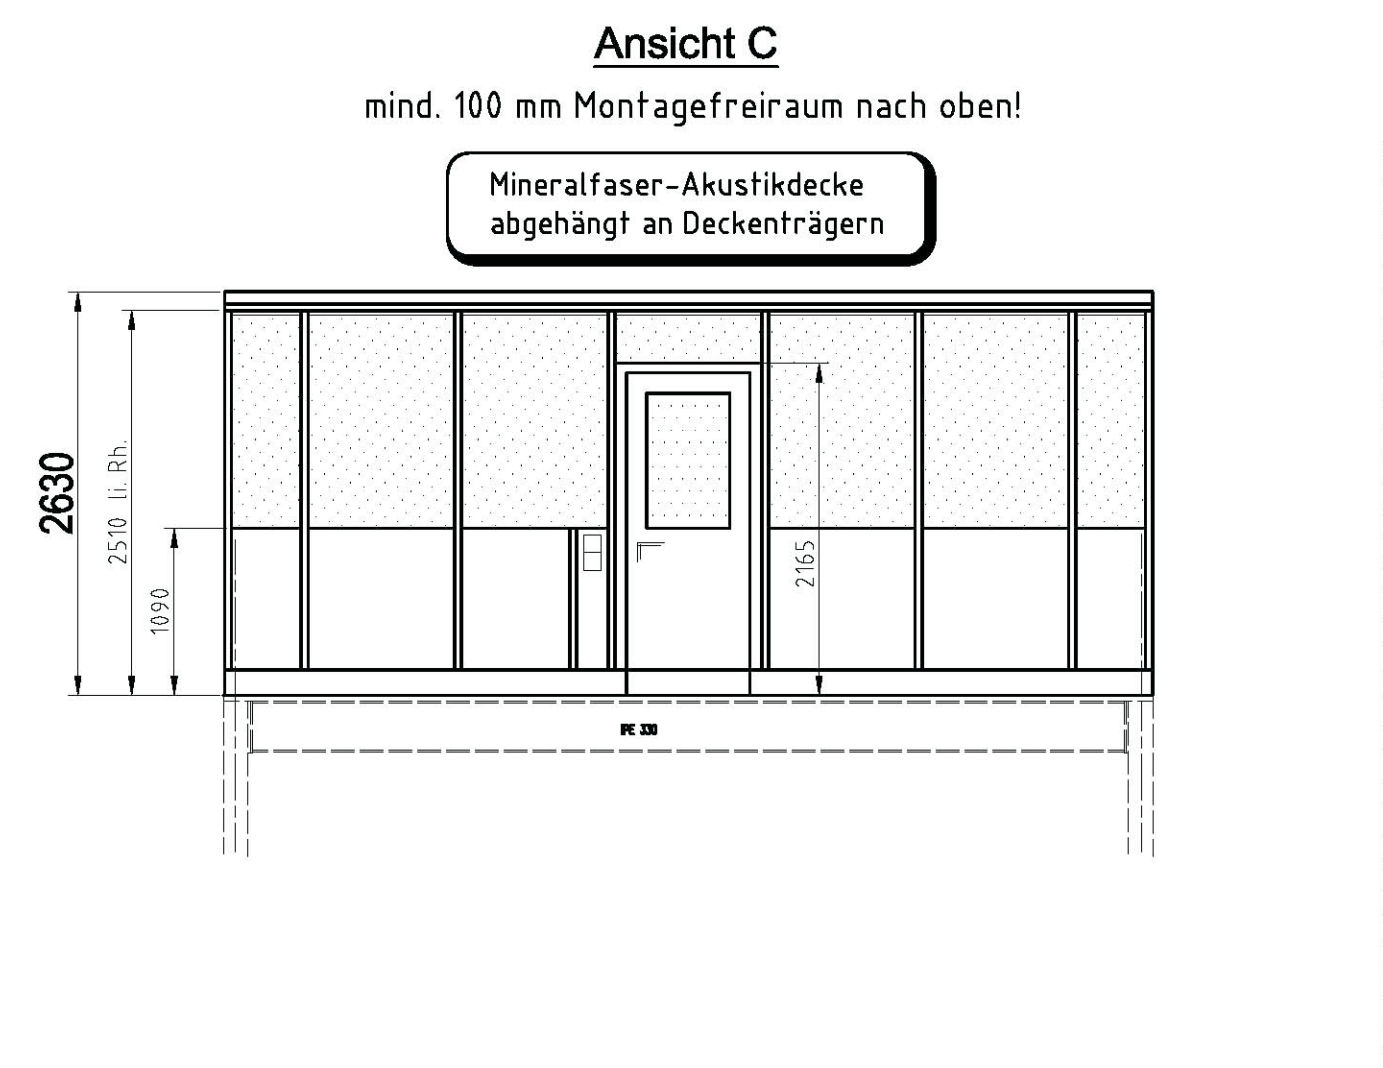 Ansicht C
mind. 100 mm Montagefreiraum nach oben!
Mineralfaser-Akustikdecke
abgehängt an Deckenträgern
2630
2510 li. Rh.
1090
2165
IPE 330